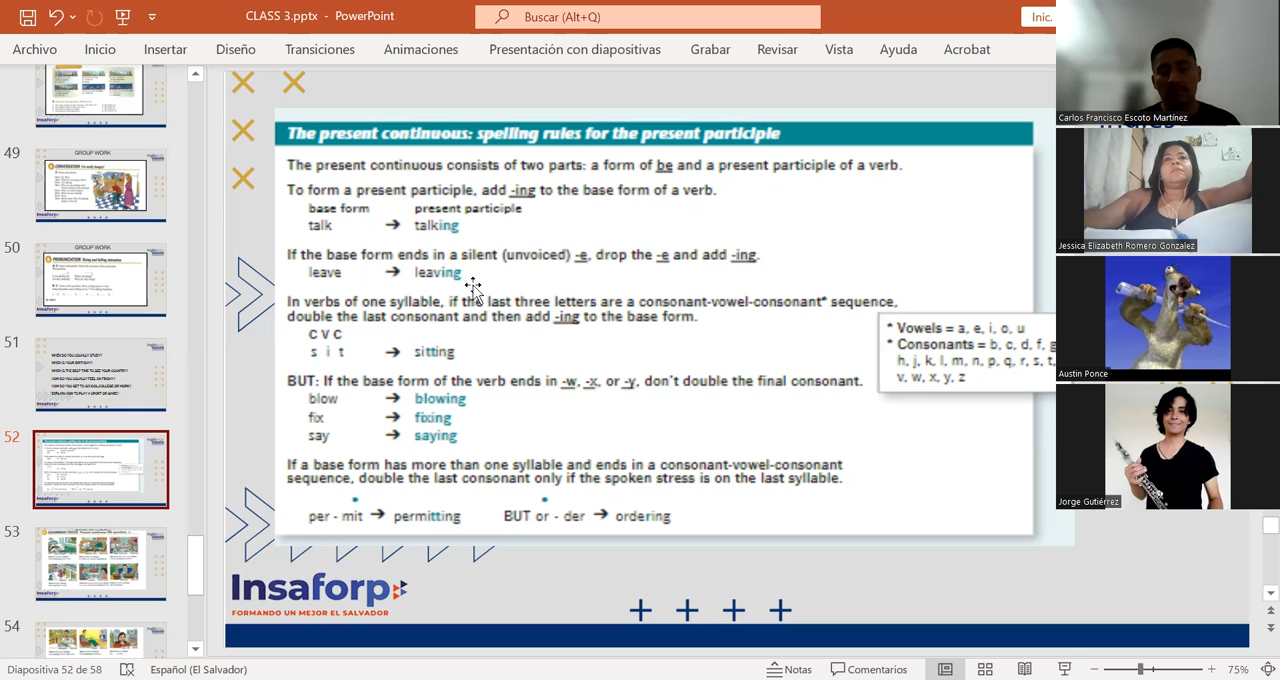 CLASS 3.pptx - PowerPoint
Buscar (Alt+Q)
Inic.
Archivo Inicio Insertar Diseño Transiciones Animaciones Presentación con diapositivas Grabar Revisar Vista Ayuda Acrobat
49
GROUP WORK
50
GROUP WORK
51
52
53
54
The present continuous: spelling rules for the present participle
The present continuous consists of two parts: a form of be and a present participle of a verb.
To form a present participle, add -ing to the base form of a verb.
base form present participle
talk → talking
If the base form ends in a silent (unvoiced) -e, drop the -e and add -ing.
leave → leaving
In verbs of one syllable, if the last three letters are a consonant-vowel-consonant* sequence,
double the last consonant and then add -ing to the base form.
C V C
s i t → sitting
* Vowels = a, e, i, o, u
* Consonants = b, c, d, f, g
h, j, k, l, m, n, p, q, r, s, t,
v, w, x, y, z
BUT: If the base form of the verb ends in -w, -x, or -y, don't double the final consonant.
blow → blowing
fix → fixing
say → saying
If a base form has more than one syllable and ends in a consonant-vowel-consonant
sequence, double the last consonant only if the spoken stress is on the last syllable.
per - mit → permitting BUT or - der → ordering
Insaforp
FORMANDO UN MEJOR EL SALVADOR
Carlos Francisco Escoto Martínez
Jessica Elizabeth Romero Gonzalez
Austin Ponce
Jorge Gutiérrez
Diapositiva 52 de 58 Español (El Salvador) Notas Comentarios 75%